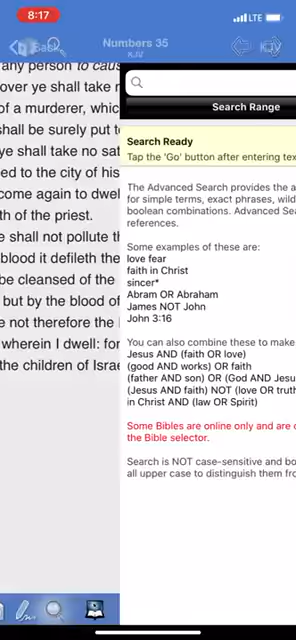 8:17
LTE
Back
Numbers 35
KJV
KJV
any person to caus
over ye shall take r
of a murderer, whic
shall be surely put t
ye shall take no sat
ed to the city of his
come again to dwel
th of the priest.
e shall not pollute th
blood it defileth the
be cleansed of the
but by the blood of
e not therefore the l
wherein I dwell: for
the children of Israe
Search Range
Search Ready
Tap the 'Go' button after entering tex
The Advanced Search provides the a
for simple terms, exact phrases, wild
boolean combinations. Advanced Sea
references.
Some examples of these are:
love fear
faith in Christ
sincer*
Abram OR Abraham
James NOT John
John 3:16
You can also combine these to make
Jesus AND (faith OR love)
(good AND works) OR faith
(father AND son) OR (God AND Jesu
(Jesus AND faith) NOT (love OR truth
in Christ AND (law OR Spirit)
Some Bibles are online only and are d
the Bible selector.
Search is NOT case-sensitive and bo
all upper case to distinguish them fro